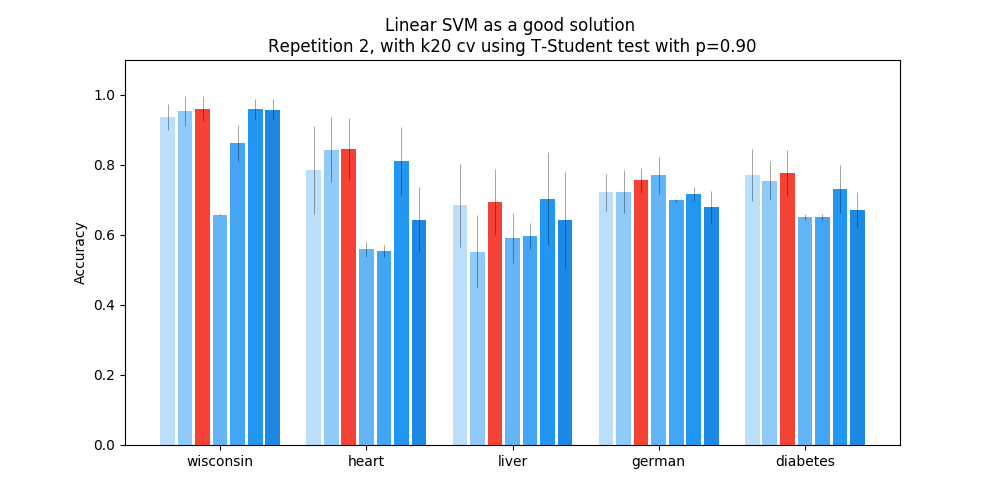 Linear SVM as a good solution
Repetition 2, with k20 cv using T-Student test with p=0.90
1.0
0.8
0.6
0.4
0.2
0.0
Accuracy
wisconsin heart liver german diabetes